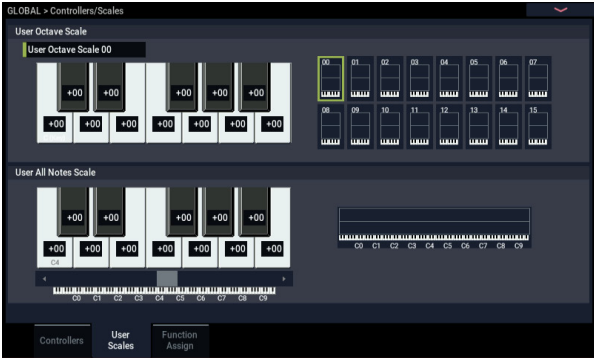 GLOBAL > Controllers/Scales
User Octave Scale
User Octave Scale 00
+00 +00 +00 +00 +00
+00 +00 +00 +00 +00 +00 +00
00 01 02 03 04 05 06 07
08 09 10 11 12 13 14 15
User All Notes Scale
+00 +00 +00 +00 +00
+00 +00 +00 +00 +00 +00 +00
C4
C0 C1 C2 C3 C4 C5 C6 C7 C8 C9
C0 C1 C2 C3 C4 C5 C6 C7 C8 C9
Controllers
User
Scales
Function
Assign